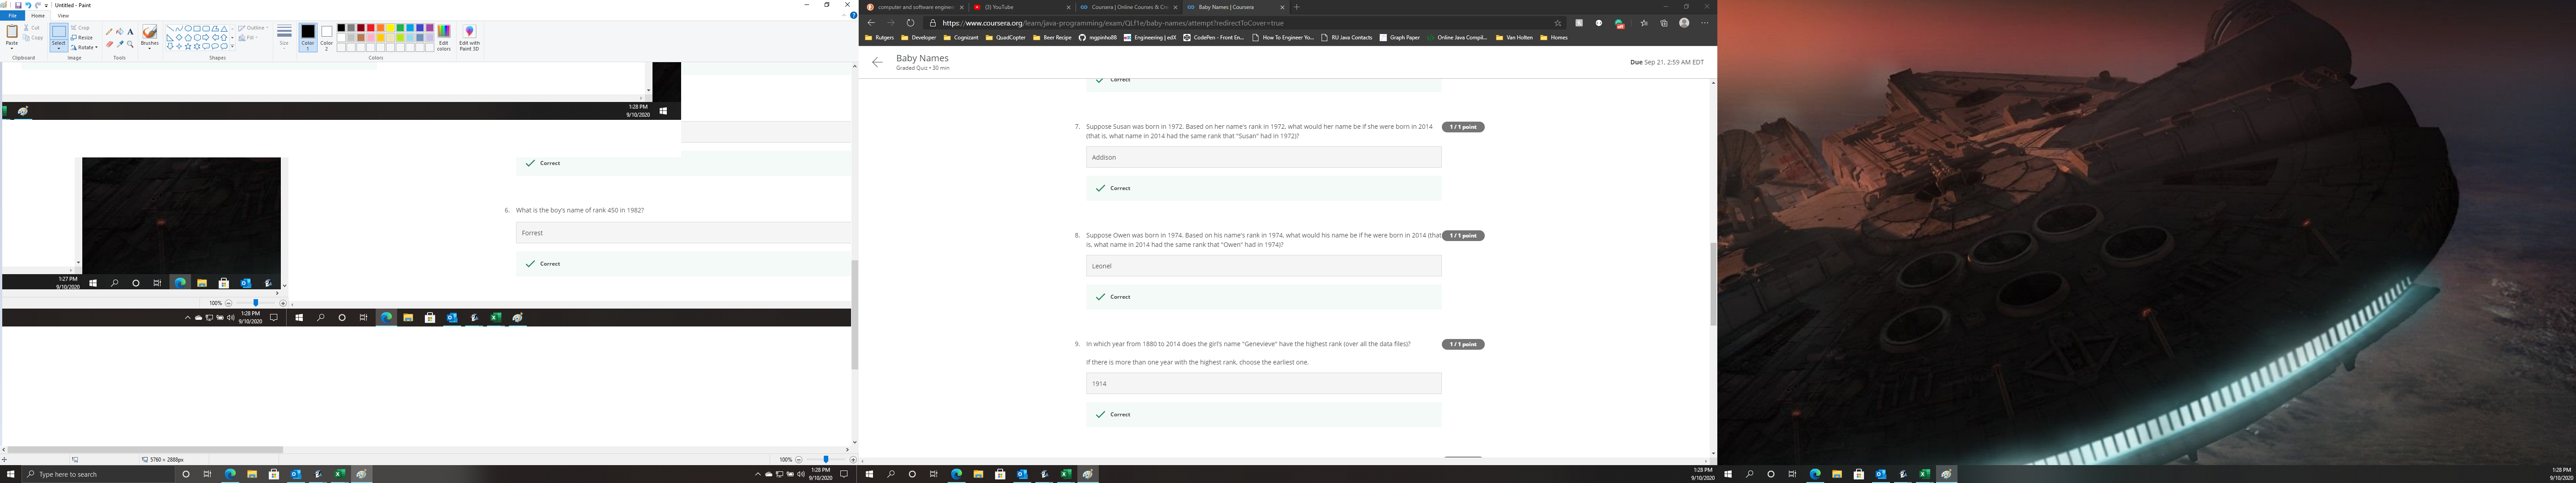 Untitled - Paint
File
Home
View
Paste
Cut
Copy
Clipboard
Select
Crop
Resize
Rotate
Image
Tools
Brushes
Shapes
Outline
Fill
Size
Color 1
Color 2
Colors
Edit colors
Edit with Paint 3D
1:28 PM
9/10/2020
Correct
6. What is the boy's name of rank 450 in 1982?
Forrest
Correct
1:27 PM
9/10/2020
100%
1:28 PM
9/10/2020
5760 × 2888px
100%
Type here to search
1:28 PM
9/10/2020
computer and software engineer
(3) YouTube
Coursera | Online Courses & Cr
Baby Names | Coursera
https://www.coursera.org/learn/java-programming/exam/QLf1e/baby-names/attempt?redirectToCover=true
Rutgers
Developer
Cognizant
QuadCopter
Beer Recipe
mgpinho88
Engineering | edX
CodePen - Front En...
How To Engineer Yo...
RU Java Contacts
Graph Paper
Online Java Compil...
Van Holten
Homes
Baby Names
Graded Quiz • 30 min
Due Sep 21, 2:59 AM EDT
Correct
7. Suppose Susan was born in 1972. Based on her name's rank in 1972, what would her name be if she were born in 2014
(that is, what name in 2014 had the same rank that "Susan" had in 1972)?
1 / 1 point
Addison
Correct
8. Suppose Owen was born in 1974. Based on his name's rank in 1974, what would his name be if he were born in 2014 (that
is, what name in 2014 had the same rank that "Owen" had in 1974)?
1 / 1 point
Leonel
Correct
9. In which year from 1880 to 2014 does the girl's name "Genevieve" have the highest rank (over all the data files)?
1 / 1 point
If there is more than one year with the highest rank, choose the earliest one.
1914
Correct
1:28 PM
9/10/2020
1:28 PM
9/10/2020